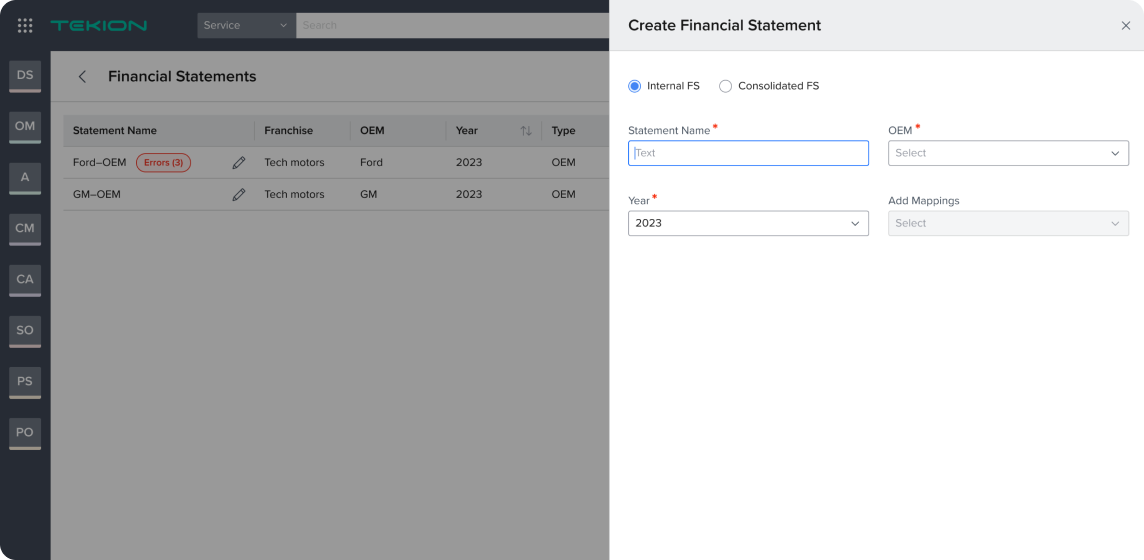 TEKION
Service
Search
DS
OM
A
CM
CA
SO
PS
PO
Financial Statements
Statement Name Franchise OEM Year Type
Ford–OEM Errors (3) Tech motors Ford 2023 OEM
GM–OEM Tech motors GM 2023 OEM
Create Financial Statement
Internal FS Consolidated FS
Statement Name* OEM*
Text Select
Year* Add Mappings
2023 Select